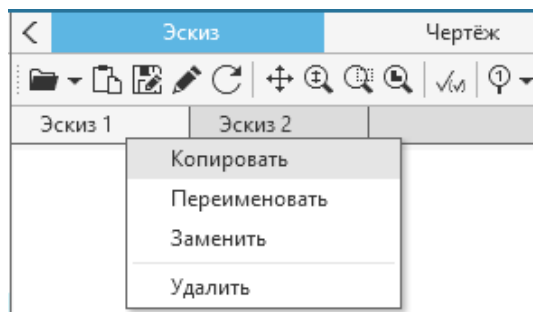 Эскиз Чертёж
Эскиз 1 Эскиз 2
Копировать
Переименовать
Заменить
Удалить